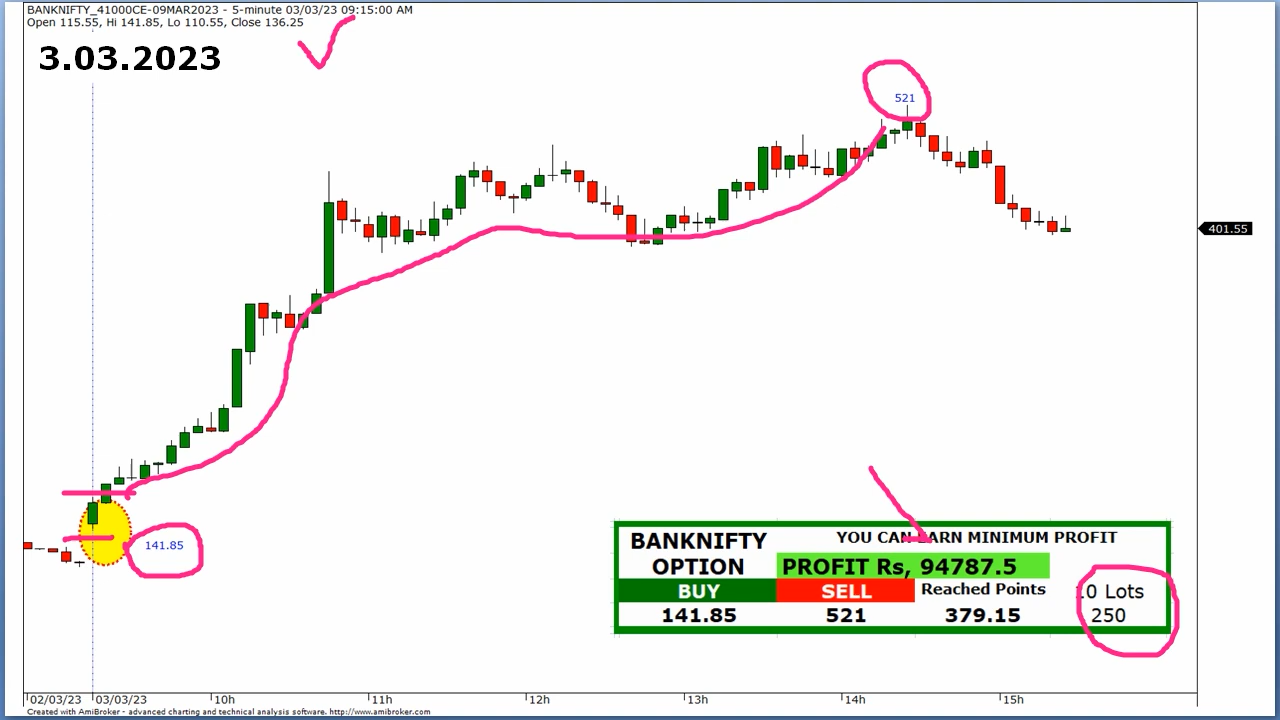 BANKNIFTY_41000CE-09MAR2023 - 5-minute 03/03/23 09:15:00 AM
Open 115.55, Hi 141.85, Lo 110.55, Close 136.25
3.03.2023
521
401.55
141.85
BANKNIFTY OPTION
YOU CAN EARN MINIMUM PROFIT
PROFIT Rs, 94787.5
BUY SELL Reached Points 10 Lots
141.85 521 379.15 250
02/03/23 03/03/23 10h 11h 12h 13h 14h 15h
Created with AmiBroker - advanced charting and technical analysis software. http://www.amibroker.com